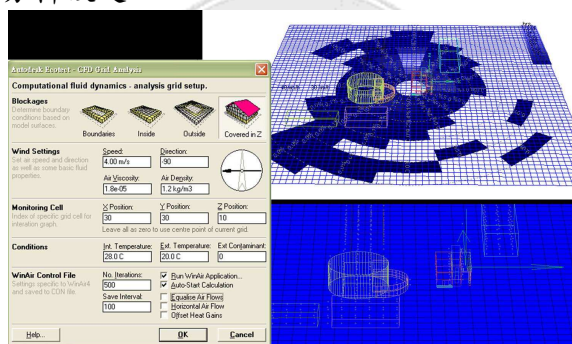 Autodesk Ecotect - CFD Grid Analysis
Computational fluid dynamics - analysis grid setup.
Blockages
Determine boundary conditions based on model surfaces.
Boundaries
Inside
Outside
Covered in Z
Wind Settings
Set air speed and direction as well as some basic fluid properties.
Speed:
Direction:
4.00 m/s
-90
Air Viscosity:
Air Density:
1.8e-05
1.2 kg/m3
Monitoring Cell
Index of specific grid cell for interation graph.
X Position:
Y Position:
Z Position:
30
30
10
Leave all as zero to use centre point of current grid.
Conditions
Int. Temperature:
Ext. Temperature:
Ext Contaminant:
28.0 C
20.0 C
0
WinAir Control File
Settings specific to WinAir4 and saved to CON file.
No. Iterations:
500
Save Interval:
100
Run WinAir Application...
Auto-Start Calculation
Equalise Air Flows
Horizontal Air Flow
Offset Heat Gains
Help...
OK
Cancel